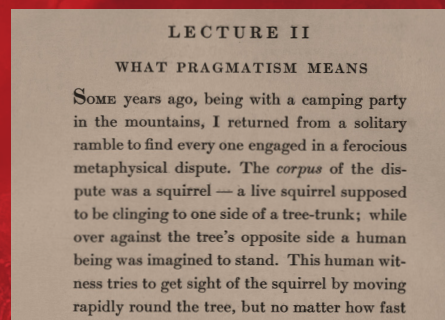 LECTURE II
WHAT PRAGMATISM MEANS
SOME years ago, being with a camping party
in the mountains, I returned from a solitary
ramble to find every one engaged in a ferocious
metaphysical dispute. The corpus of the dis-
pute was a squirrel — a live squirrel supposed
to be clinging to one side of a tree-trunk; while
over against the tree's opposite side a human
being was imagined to stand. This human wit-
ness tries to get sight of the squirrel by moving
rapidly round the tree, but no matter how fast